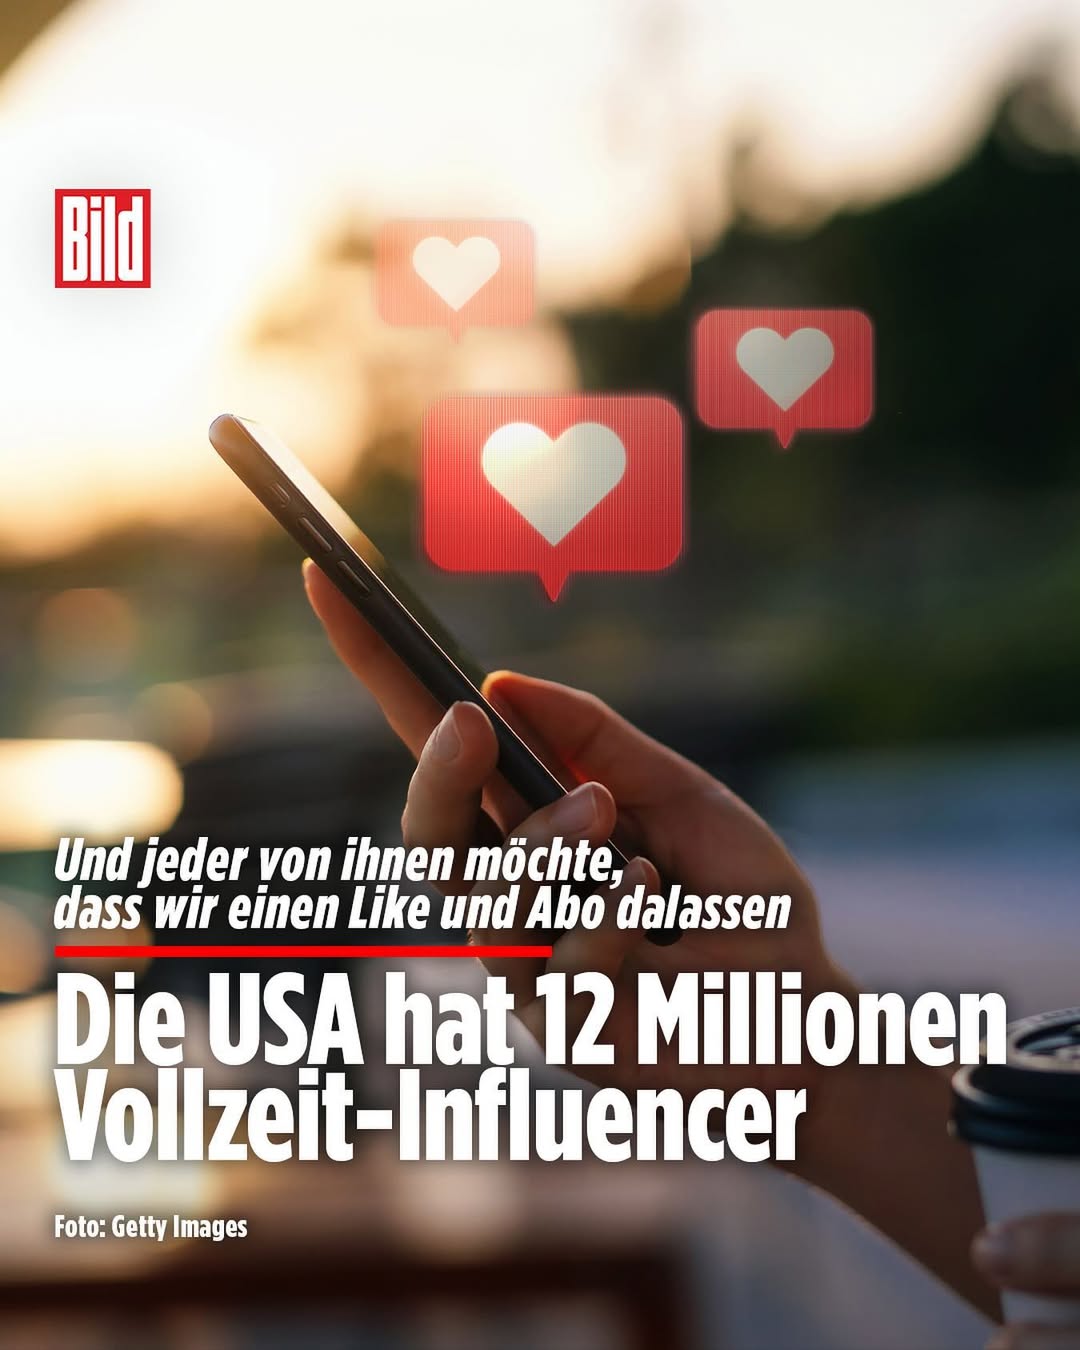 Bild
Und jeder von ihnen möchte,
dass wir einen Like und Abo dalassen
Die USA hat 12 Millionen
Vollzeit-Influencer
Foto: Getty Images